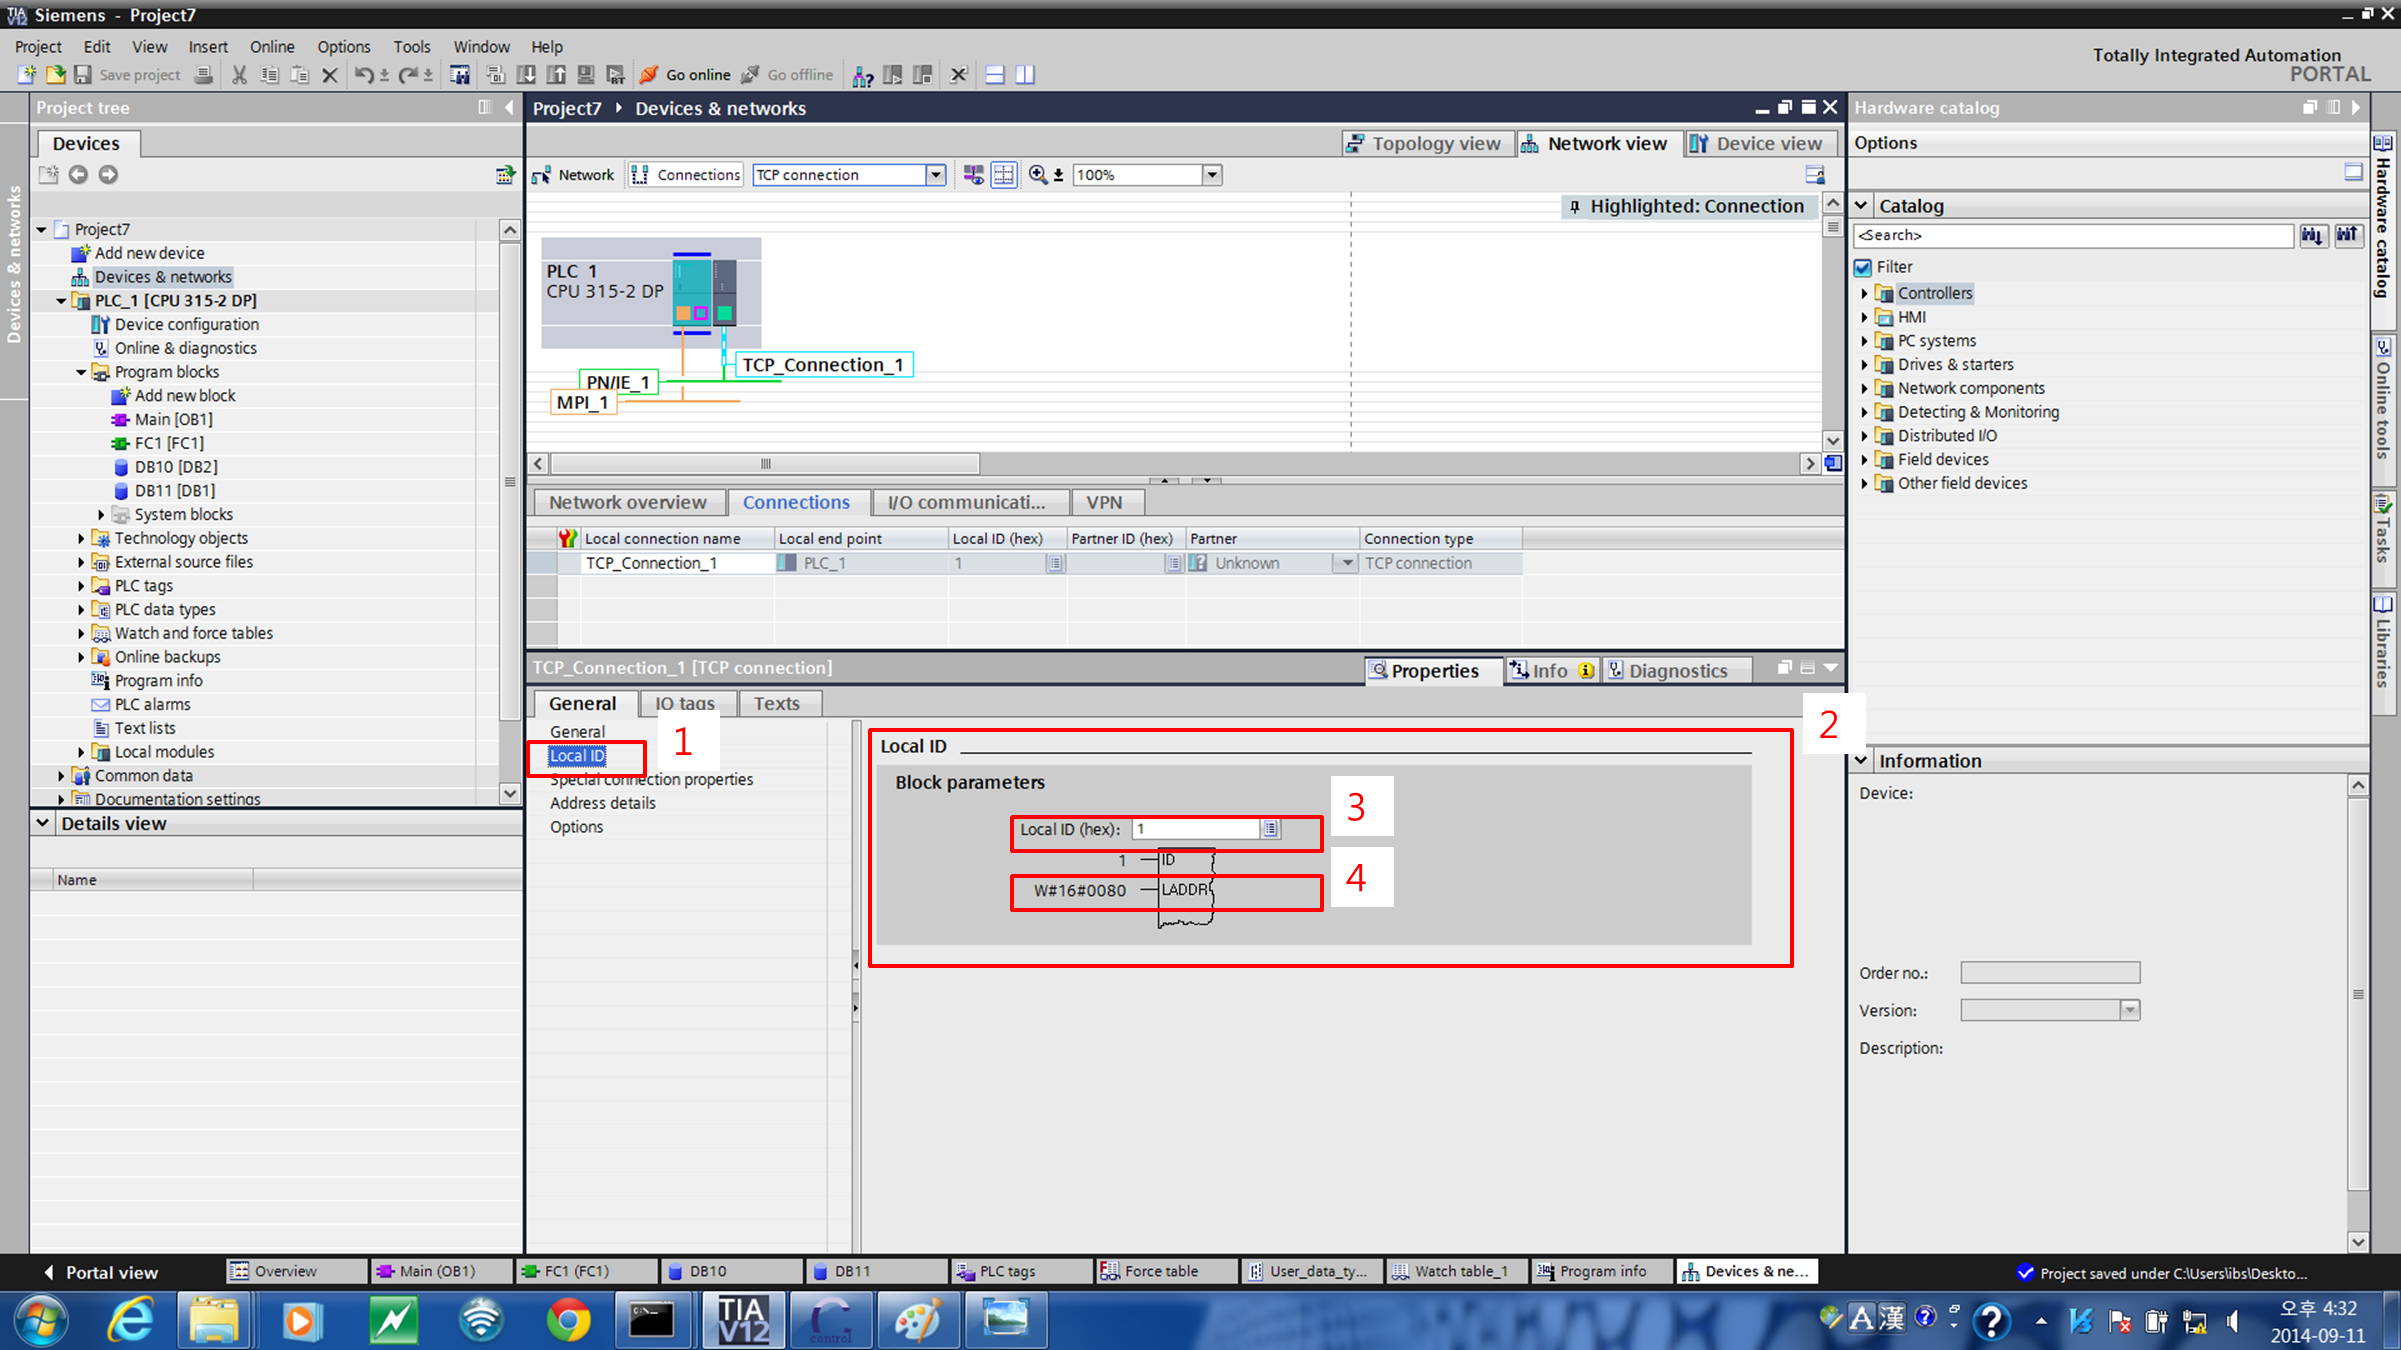 Siemens - Project7
Project Edit View Insert Online Options Tools Window Help
Save project Go online Go offline
Totally Integrated Automation
PORTAL
Project tree
Devices
Devices & networks
Project7
Add new device
Devices & networks
PLC_1 [CPU 315-2 DP]
Device configuration
Online & diagnostics
Program blocks
Add new block
Main [OB1]
FC1 [FC1]
DB10 [DB2]
DB11 [DB1]
System blocks
Technology objects
External source files
PLC tags
PLC data types
Watch and force tables
Online backups
Program info
PLC alarms
Text lists
Local modules
Common data
Documentation settings
Details view
Name
Project7 Devices & networks
Topology view Network view Device view
Network Connections TCP connection 100%
Highlighted: Connection
PLC 1
CPU 315-2 DP
TCP_Connection_1
PN/IE_1
MPI_1
Network overview Connections I/O communicati... VPN
Local connection name Local end point Local ID (hex) Partner ID (hex) Partner Connection type
TCP_Connection_1 PLC_1 1 Unknown TCP connection
TCP_Connection_1 [TCP connection]
Properties Info Diagnostics
General IO tags Texts
General
Local ID
Special connection properties
Address details
Options
1
2
Local ID
Block parameters
Local ID (hex): 1
3
1 ID
W#16#0080 LADDR
4
Hardware catalog
Options
Catalog
<Search>
Filter
Controllers
HMI
PC systems
Drives & starters
Network components
Detecting & Monitoring
Distributed I/O
Field devices
Other field devices
Information
Device:
Order no.:
Version:
Description:
Hardware catalog
Online tools
Tasks
Libraries
Portal view Overview Main (OB1) FC1 (FC1) DB10 DB11 PLC tags Force table User_data_ty... Watch table_1 Program info Devices & ne...
Project saved under C:\Users\ibs\Deskto...
TIA
V12
control
A 漢
오후 4:32
2014-09-11